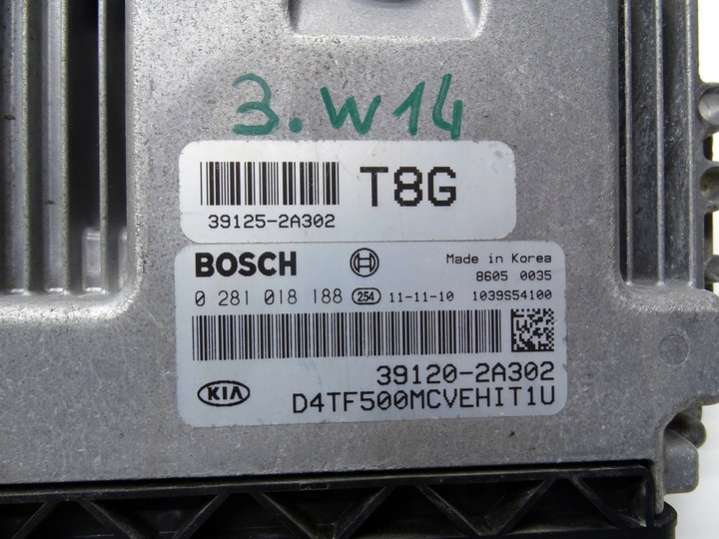 3.W14
T8G
39125-2A302
BOSCH
Made in Korea
8605 0035
0 281 018 188 254 11-11-10 1039S54100
39120-2A302
KIA
D4TF500MCVEHIT1U